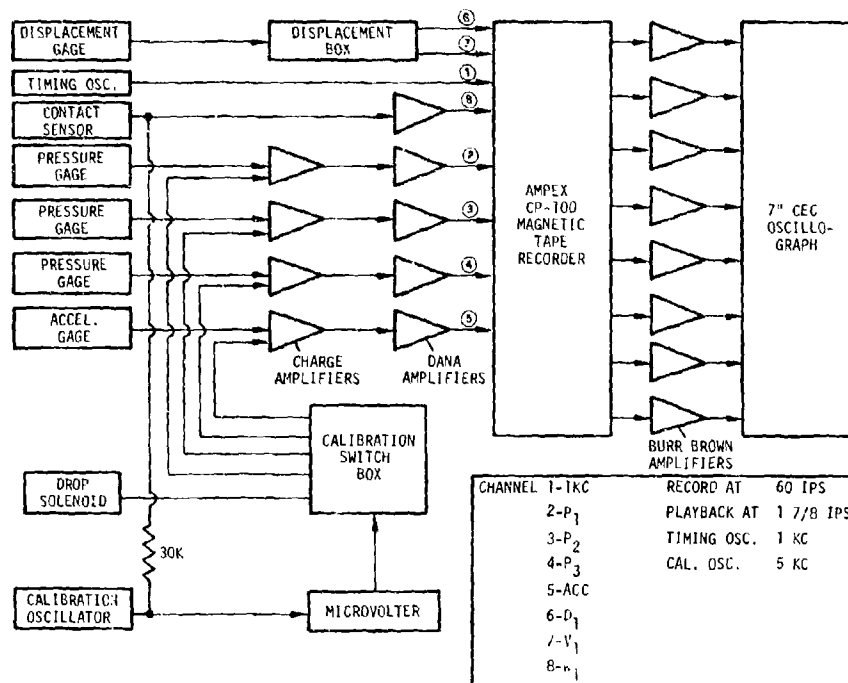 DISPLACEMENT
GAGE
DISPLACEMENT
BOX
⑥
⑦
TIMING OSC.
①
CONTACT
SENSOR
⑧
PRESSURE
GAGE
②
PRESSURE
GAGE
③
PRESSURE
GAGE
④
ACCEL.
GAGE
⑤
CHARGE
AMPLIFIERS
DANA
AMPLIFIERS
AMPEX
CP-100
MAGNETIC
TAPE
RECORDER
7" CEC
OSCILLO-
GRAPH
BURR BROWN
AMPLIFIERS
CALIBRATION
SWITCH
BOX
DROP
SOLENOID
30K
CALIBRATION
OSCILLATOR
MICROVOLTER
CHANNEL 1-1KC RECORD AT 60 IPS
2-P1 PLAYBACK AT 1 7/8 IPS
3-P2 TIMING OSC. 1 KC
4-P3 CAL. OSC. 5 KC
5-ACC
6-D1
7-V1